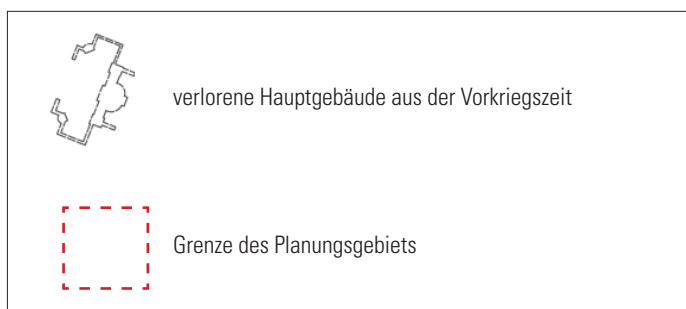 verlorene Hauptgebäude aus der Vorkriegszeit
Grenze des Planungsgebiets